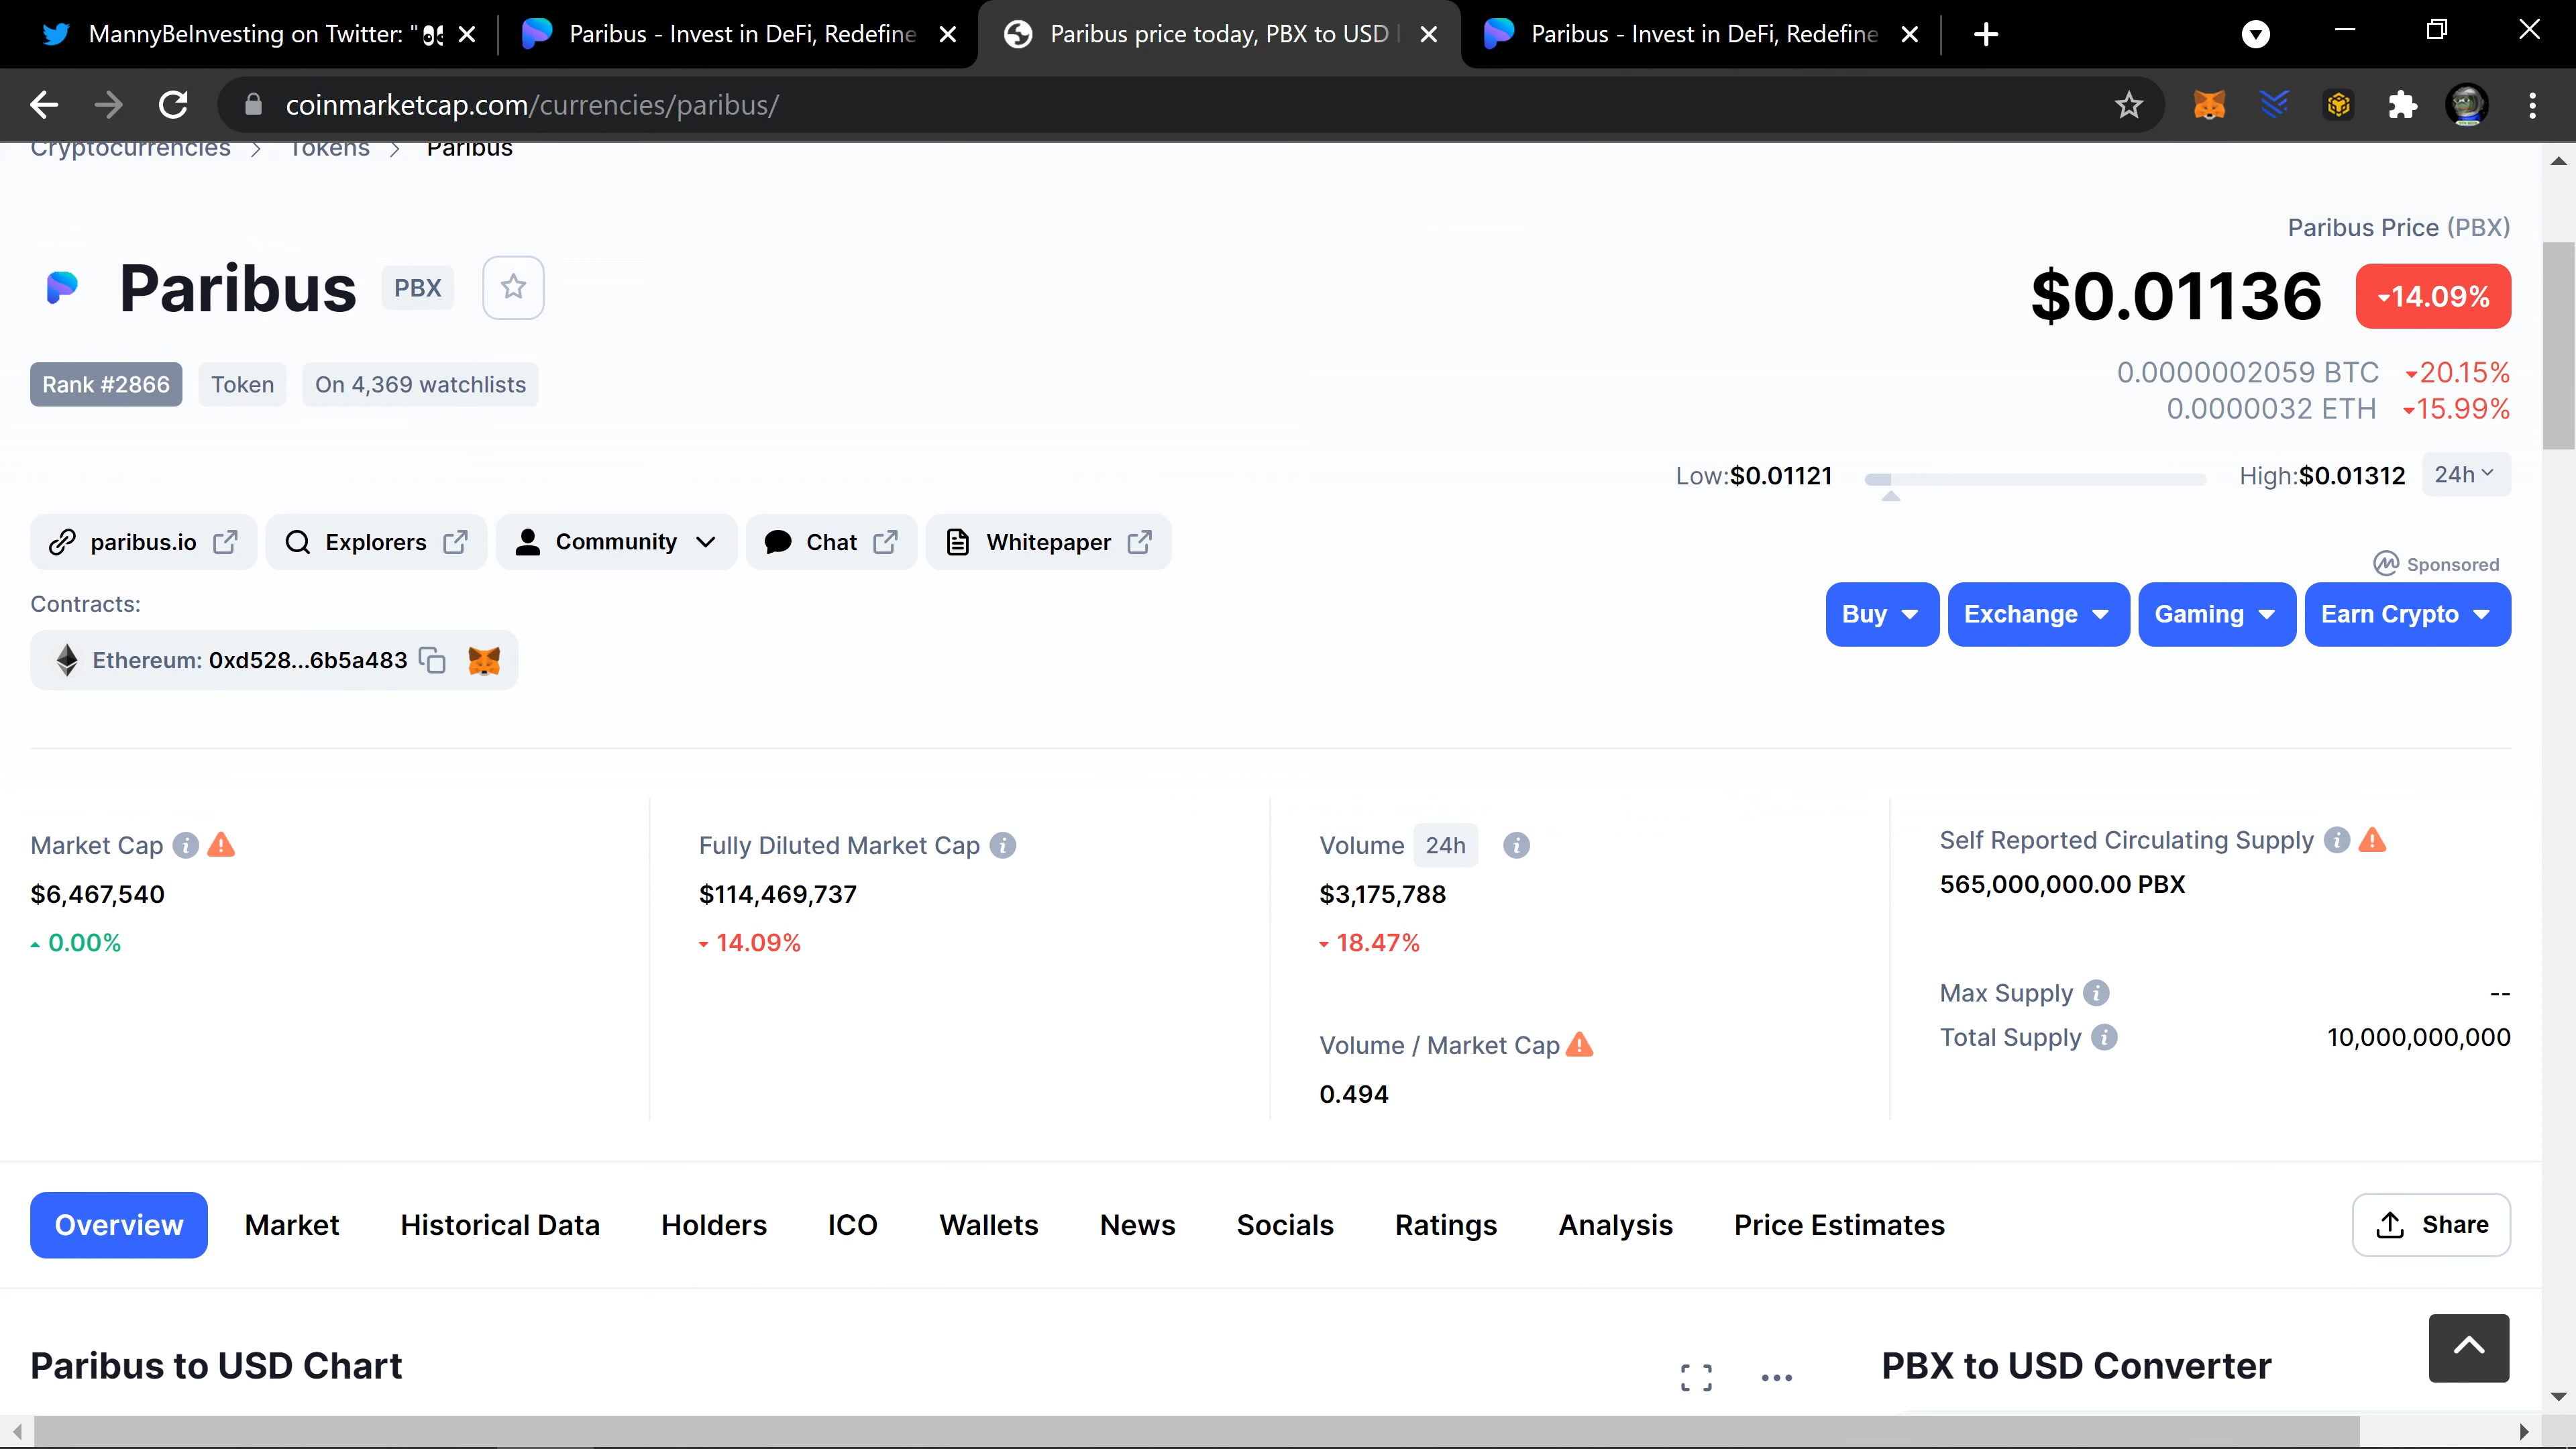 MannyBeInvesting on Twitter: "👀
Paribus - Invest in DeFi, Redefine
Paribus price today, PBX to USD
Paribus - Invest in DeFi, Redefine
coinmarketcap.com/currencies/paribus/
Cryptocurrencies > Tokens > Paribus
Paribus Price (PBX)
Paribus PBX
$0.01136 14.09%
Rank #2866 Token On 4,369 watchlists
0.0000002059 BTC 20.15%
0.0000032 ETH 15.99%
Low:$0.01121 High:$0.01312 24h
paribus.io Explorers Community Chat Whitepaper
Sponsored
Contracts:
Buy Exchange Gaming Earn Crypto
Ethereum: 0xd528...6b5a483
Market Cap
$6,467,540
0.00%
Fully Diluted Market Cap
$114,469,737
14.09%
Volume 24h
$3,175,788
18.47%
Volume / Market Cap
0.494
Self Reported Circulating Supply
565,000,000.00 PBX
Max Supply --
Total Supply 10,000,000,000
Overview Market Historical Data Holders ICO Wallets News Socials Ratings Analysis Price Estimates Share
Paribus to USD Chart
PBX to USD Converter